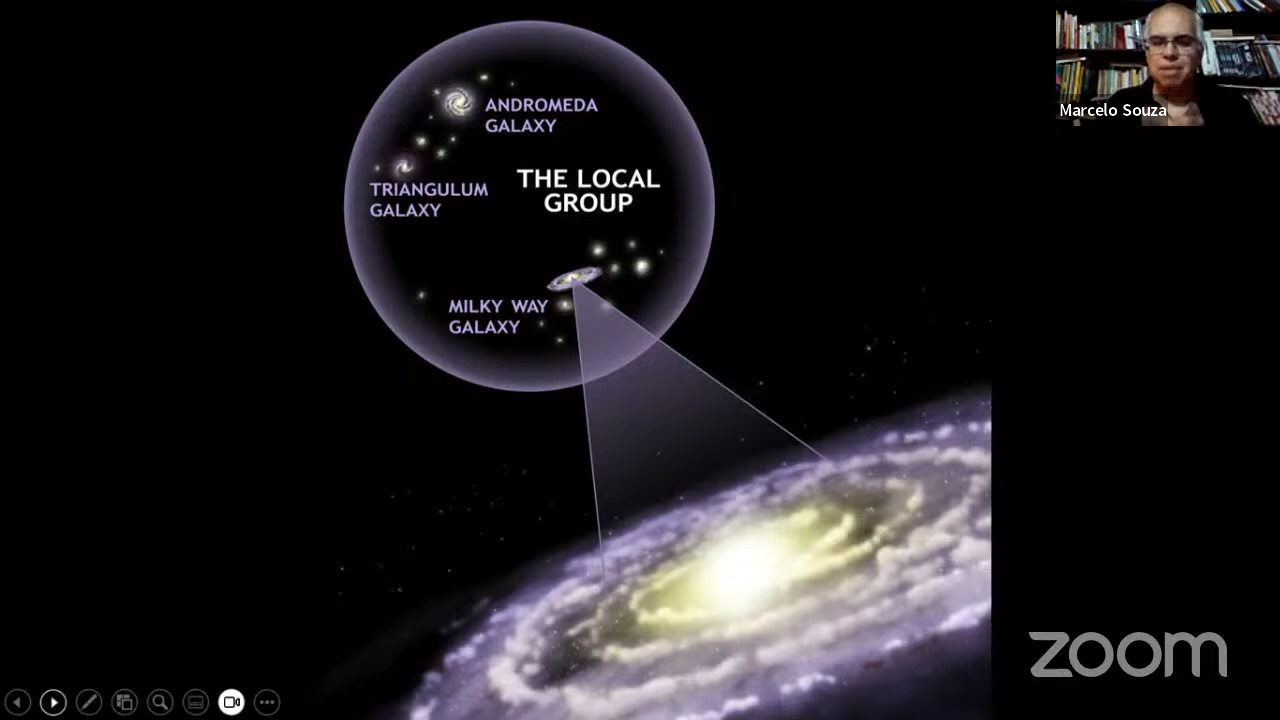 ANDROMEDA
GALAXY
THE LOCAL
GROUP
TRIANGULUM
GALAXY
MILKY WAY
GALAXY
Marcelo Souza
zoom